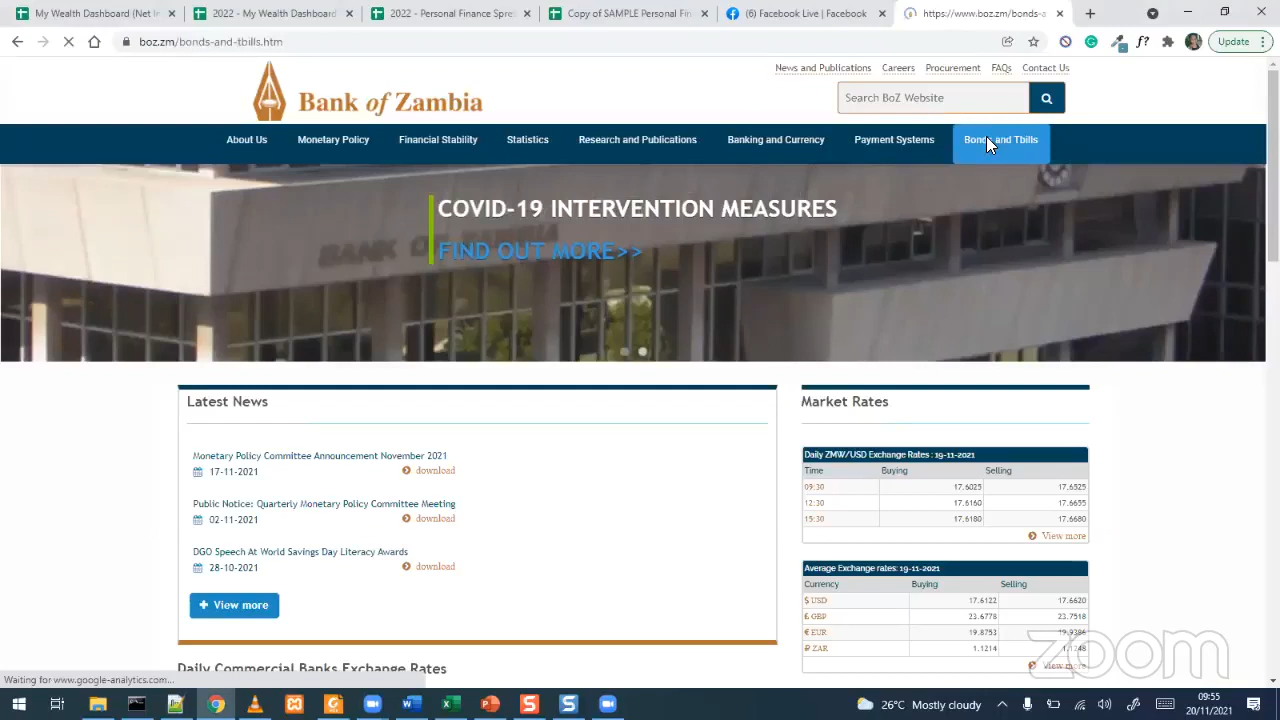 My Wealth Dashboard (Net In
2022 - My Wealth Dashboard
2022 - Finance Spre
Copy of SAMPLE Personal Fin
(6) Facebook Live | Facebook
https://www.boz.zm/bonds-a
boz.zm/bonds-and-tbills.htm
f?
Update
News and Publications Careers Procurement FAQs Contact Us
Bank of Zambia
Search BoZ Website
About Us Monetary Policy Financial Stability Statistics Research and Publications Banking and Currency Payment Systems Bonds and Tbills
COVID-19 INTERVENTION MEASURES
FIND OUT MORE>>
Latest News
Monetary Policy Committee Announcement November 2021
17-11-2021 download
Public Notice: Quarterly Monetary Policy Committee Meeting
02-11-2021 download
DGO Speech At World Savings Day Literacy Awards
28-10-2021 download
+ View more
Daily Commercial Banks Exchange Rates
Market Rates
Daily ZMW/USD Exchange Rates : 19-11-2021
Time Buying Selling
09:30 17.6025 17.6525
12:30 17.6160 17.6655
15:30 17.6180 17.6680
View more
Average Exchange rates: 19-11-2021
Currency Buying Selling
$ USD 17.6122 17.6620
£ GBP 23.6778 23.7518
€ EUR 19.8753 19.9386
ZAR 1.1214 1.1248
View more
zoom
Waiting for www.google-analytics.com...
26°C Mostly cloudy
09:55
20/11/2021